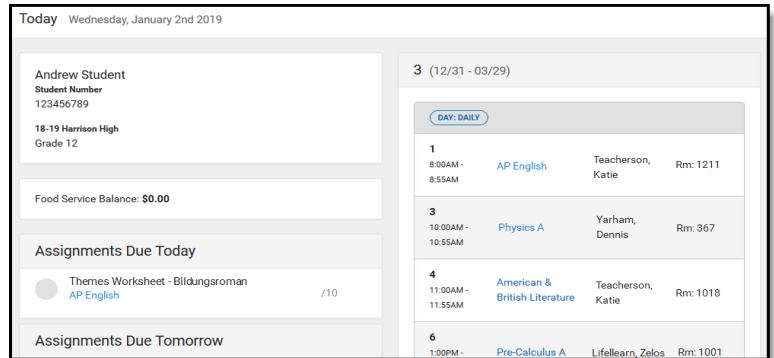 Today Wednesday, January 2nd 2019
Andrew Student
Student Number
123456789
18-19 Harrison High
Grade 12
Food Service Balance: $0.00
Assignments Due Today
Themes Worksheet - Bildungsroman
AP English
/10
Assignments Due Tomorrow
3 (12/31 - 03/29)
DAY: DAILY
1
8:00AM -
8:55AM
AP English
Teacherson,
Katie
Rm: 1211
3
10:00AM -
10:55AM
Physics A
Yarham,
Dennis
Rm: 367
4
11:00AM -
11:55AM
American &
British Literature
Teacherson,
Katie
Rm: 1018
6
1:00PM -
Pre-Calculus A
Lifellearn, Zelos
Rm: 1001